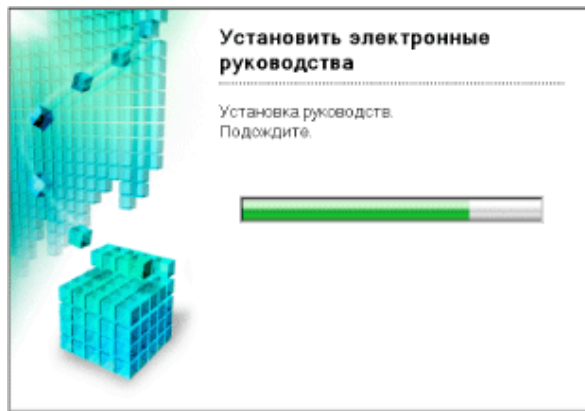 Установить электронные
руководства
Установка руководств.
Подождите.